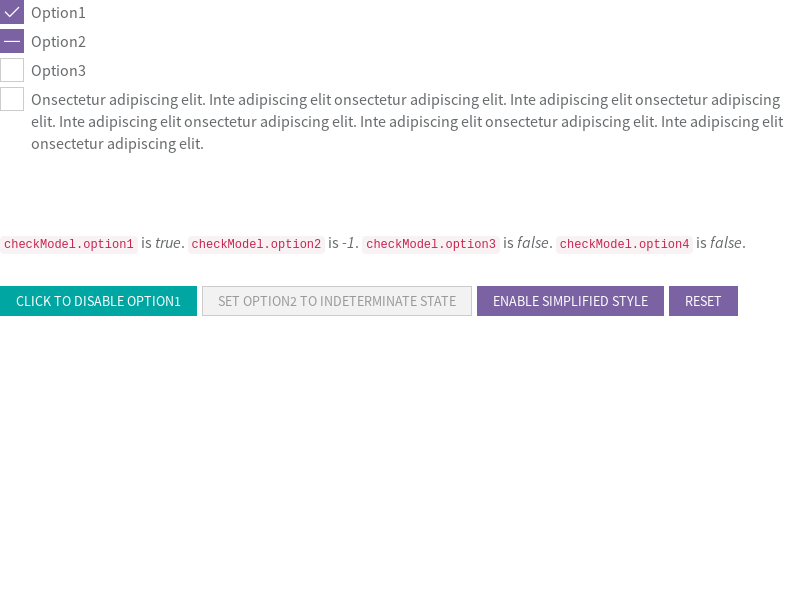 Option1
Option2
Option3
Onsectetur adipiscing elit. Inte adipiscing elit onsectetur adipiscing elit. Inte adipiscing elit onsectetur adipiscing
elit. Inte adipiscing elit onsectetur adipiscing elit. Inte adipiscing elit onsectetur adipiscing elit. Inte adipiscing elit
onsectetur adipiscing elit.
checkModel.option1 is true. checkModel.option2 is -1. checkModel.option3 is false. checkModel.option4 is false.
CLICK TO DISABLE OPTION1 SET OPTION2 TO INDETERMINATE STATE ENABLE SIMPLIFIED STYLE RESET